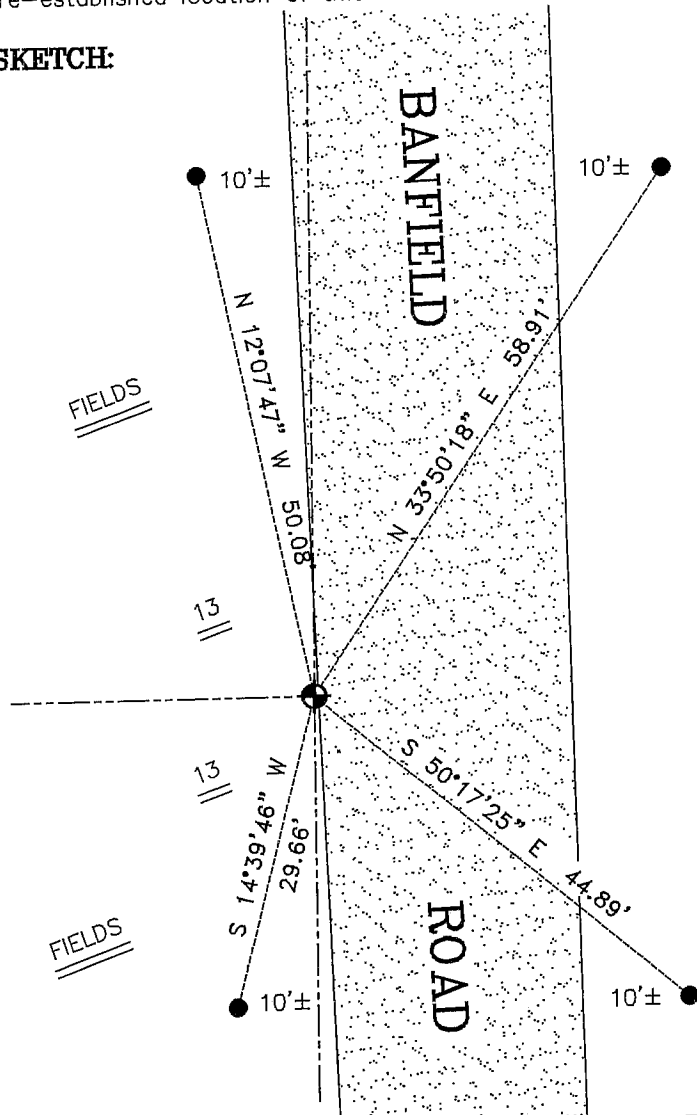 SKETCH:
BANFIELD
10'±
10'±
N 12°07'47" W 50.08'
N 33°50'18" E 58.91'
FIELDS
13
13
S 50°17'25" E 44.89'
S 14°39'46" W
29.66'
ROAD
FIELDS
10'±
10'±